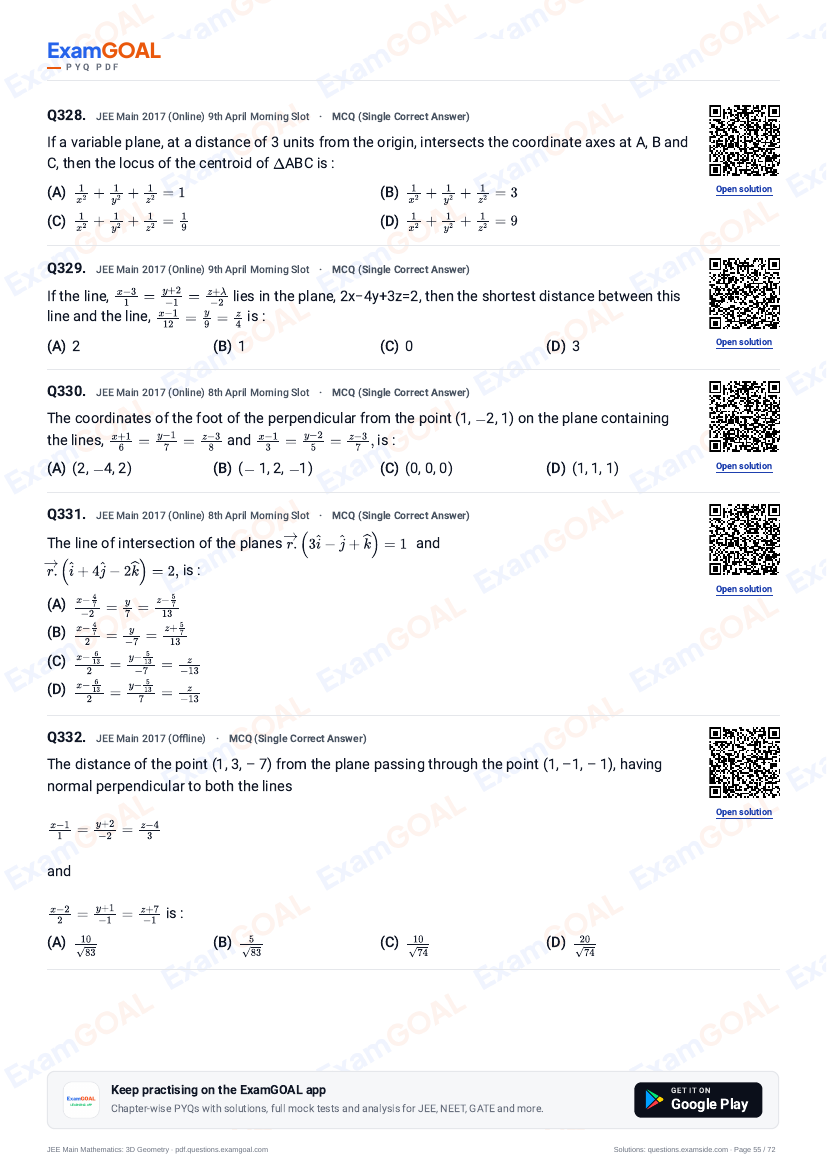 ExamGOAL
PYQ PDF
Q328. JEE Main 2017 (Online) 9th April Morning Slot · MCQ (Single Correct Answer)
If a variable plane, at a distance of 3 units from the origin, intersects the coordinate axes at A, B and
C, then the locus of the centroid of ΔABC is :
(A) 1/x² + 1/y² + 1/z² = 1 (B) 1/x² + 1/y² + 1/z² = 3
(C) 1/x² + 1/y² + 1/z² = 1/9 (D) 1/x² + 1/y² + 1/z² = 9
Open solution
Q329. JEE Main 2017 (Online) 9th April Morning Slot · MCQ (Single Correct Answer)
If the line, (x−3)/1 = (y+2)/−1 = (z+λ)/−2 lies in the plane, 2x−4y+3z=2, then the shortest distance between this
line and the line, (x−1)/12 = y/9 = z/4 is :
(A) 2 (B) 1 (C) 0 (D) 3
Open solution
Q330. JEE Main 2017 (Online) 8th April Morning Slot · MCQ (Single Correct Answer)
The coordinates of the foot of the perpendicular from the point (1, −2, 1) on the plane containing
the lines, (x+1)/6 = (y−1)/7 = (z−3)/8 and (x−1)/3 = (y−2)/5 = (z−3)/7, is :
(A) (2, −4, 2) (B) (− 1, 2, −1) (C) (0, 0, 0) (D) (1, 1, 1)
Open solution
Q331. JEE Main 2017 (Online) 8th April Morning Slot · MCQ (Single Correct Answer)
The line of intersection of the planes r⃗. (3î − ĵ + k̂) = 1 and
r⃗. (î + 4ĵ − 2k̂) = 2, is :
(A) (x−4/7)/−2 = y/7 = (z−5/7)/13
(B) (x−4/7)/2 = y/−7 = (z+5/7)/13
(C) (x−6/13)/2 = (y−5/13)/−7 = z/−13
(D) (x−6/13)/2 = (y−5/13)/7 = z/−13
Open solution
Q332. JEE Main 2017 (Offline) · MCQ (Single Correct Answer)
The distance of the point (1, 3, − 7) from the plane passing through the point (1, −1, − 1), having
normal perpendicular to both the lines
(x−1)/1 = (y+2)/−2 = (z−4)/3
and
(x−2)/2 = (y+1)/−1 = (z+7)/−1 is :
(A) 10/√83 (B) 5/√83 (C) 10/√74 (D) 20/√74
Open solution
Keep practising on the ExamGOAL app
Chapter-wise PYQs with solutions, full mock tests and analysis for JEE, NEET, GATE and more.
GET IT ON
Google Play
JEE Main Mathematics: 3D Geometry · pdf.questions.examgoal.com Solutions: questions.examside.com · Page 55 / 72